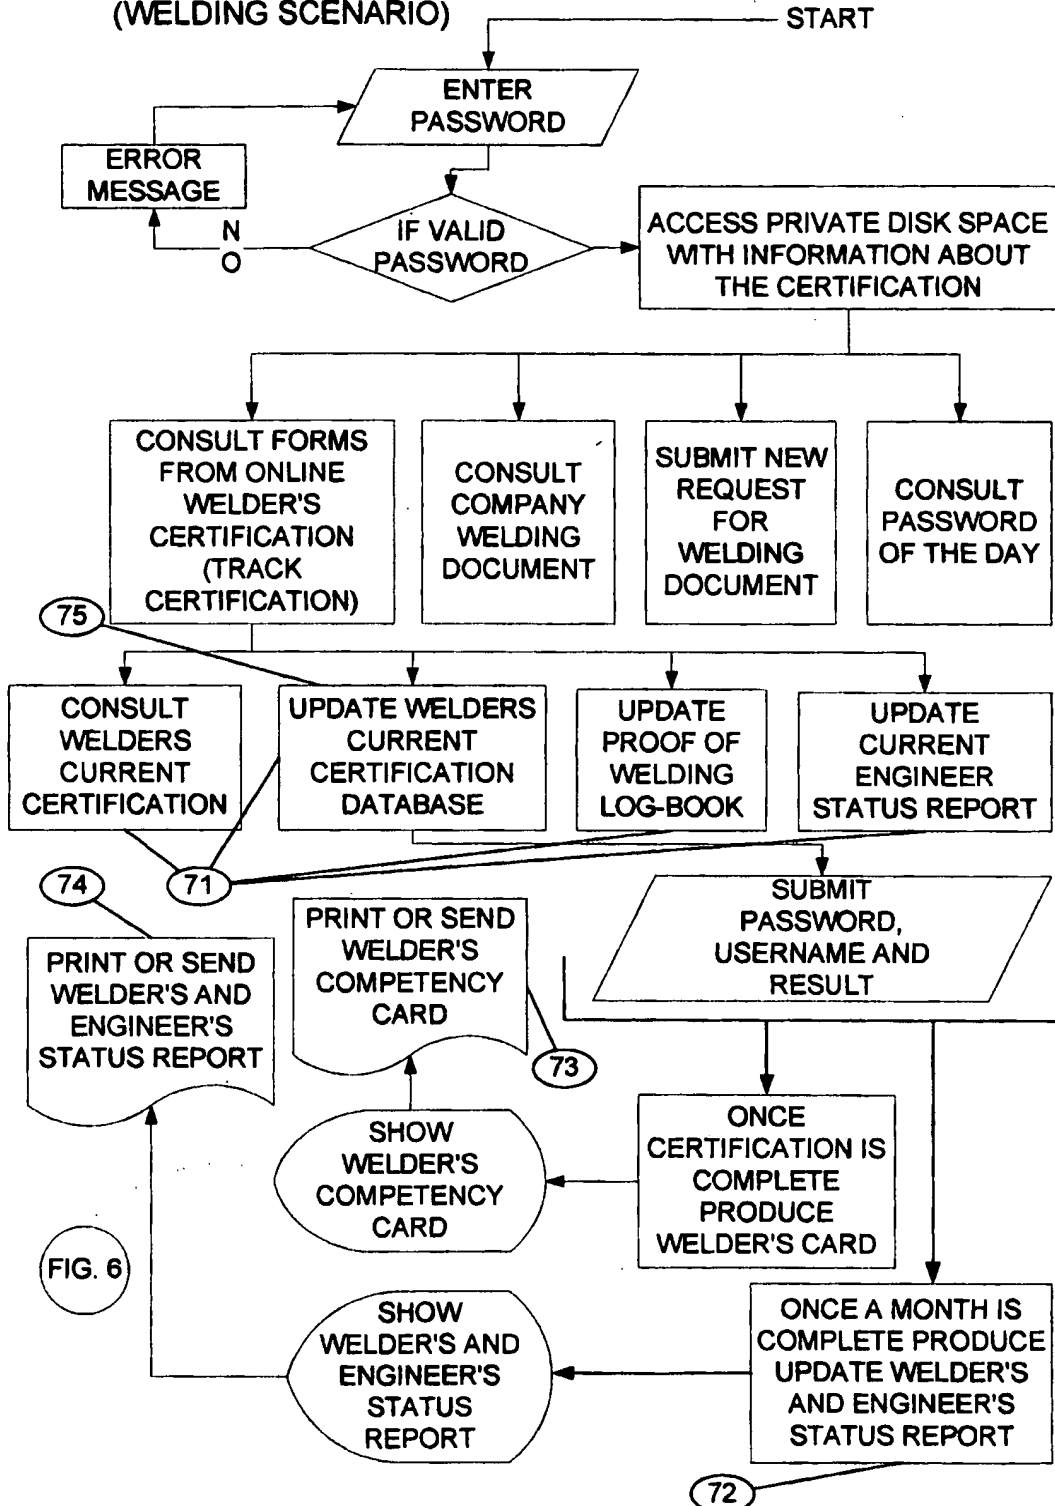 (WELDING SCENARIO)
START
ENTER
PASSWORD
ERROR
MESSAGE
N
O
IF VALID
PASSWORD
ACCESS PRIVATE DISK SPACE
WITH INFORMATION ABOUT
THE CERTIFICATION
CONSULT FORMS
FROM ONLINE
WELDER'S
CERTIFICATION
(TRACK
CERTIFICATION)
CONSULT
COMPANY
WELDING
DOCUMENT
SUBMIT NEW
REQUEST
FOR
WELDING
DOCUMENT
CONSULT
PASSWORD
OF THE DAY
75
CONSULT
WELDERS
CURRENT
CERTIFICATION
UPDATE WELDERS
CURRENT
CERTIFICATION
DATABASE
UPDATE
PROOF OF
WELDING
LOG-BOOK
UPDATE
CURRENT
ENGINEER
STATUS REPORT
74
71
SUBMIT
PASSWORD,
USERNAME AND
RESULT
PRINT OR SEND
WELDER'S
COMPETENCY
CARD
PRINT OR SEND
WELDER'S AND
ENGINEER'S
STATUS REPORT
73
SHOW
WELDER'S
COMPETENCY
CARD
ONCE
CERTIFICATION IS
COMPLETE
PRODUCE
WELDER'S CARD
FIG. 6
SHOW
WELDER'S AND
ENGINEER'S
STATUS
REPORT
ONCE A MONTH IS
COMPLETE PRODUCE
UPDATE WELDER'S
AND ENGINEER'S
STATUS REPORT
72